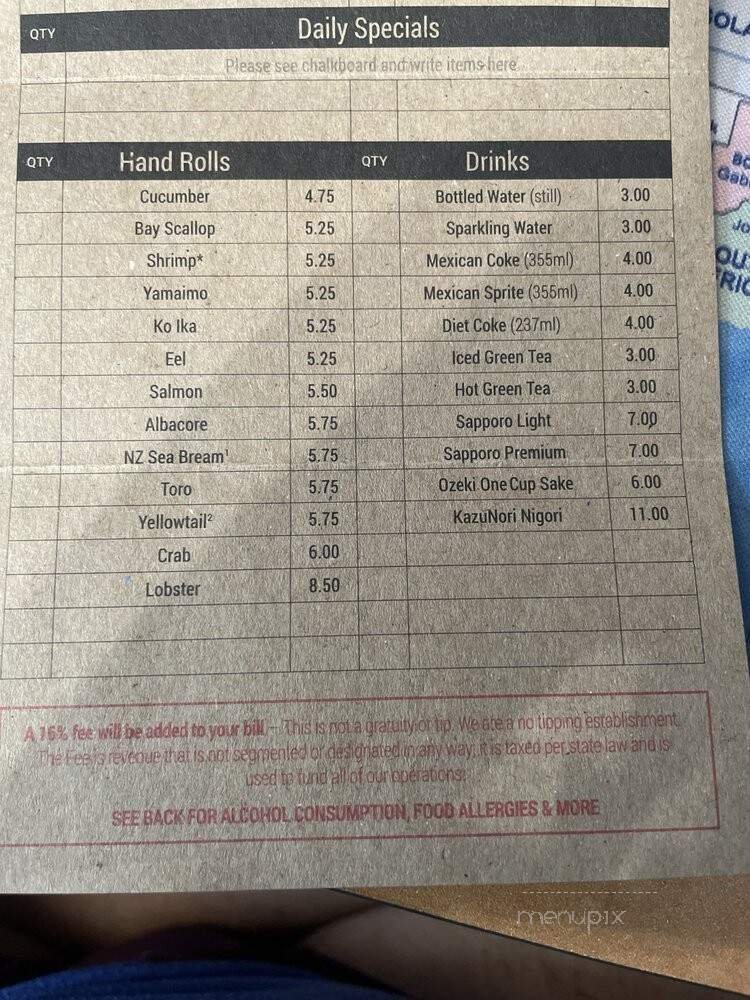 QTY Daily Specials
Please see chalkboard and write items here
QTY Hand Rolls QTY Drinks
Cucumber 4.75 Bottled Water (still) 3.00
Bay Scallop 5.25 Sparkling Water 3.00
Shrimp* 5.25 Mexican Coke (355ml) 4.00
Yamaimo 5.25 Mexican Sprite (355ml) 4.00
Ko Ika 5.25 Diet Coke (237ml) 4.00
Eel 5.25 Iced Green Tea 3.00
Salmon 5.50 Hot Green Tea 3.00
Albacore 5.75 Sapporo Light 7.00
NZ Sea Bream¹ 5.75 Sapporo Premium 7.00
Toro 5.75 Ozeki One Cup Sake 6.00
Yellowtail² 5.75 KazuNori Nigori 11.00
Crab 6.00
Lobster 8.50
A 16% fee will be added to your bill – This is not a gratuity or tip. We are a no tipping establishment.
The Fee is revenue that is not segmented or designated in any way; it is taxed per state law and is
used to fund all of our operations.
SEE BACK FOR ALCOHOL CONSUMPTION, FOOD ALLERGIES & MORE
menupix